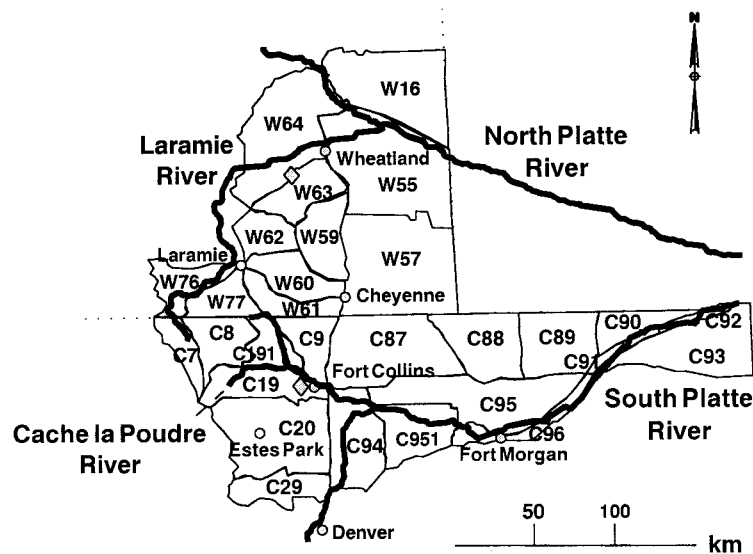 N
W16
W64
Laramie
River
North Platte
River
Wheatland
W63
W55
W62
W59
Laramie
W57
W76
W60
W77
W61
Cheyenne
C7
C8
C191
C9
C87
C88
C89
C90
C92
C91
C93
Fort Collins
C19
C95
South Platte
River
Cache la Poudre
River
C20
Estes Park
C94
C951
C96
Fort Morgan
C29
Denver
50
100
km